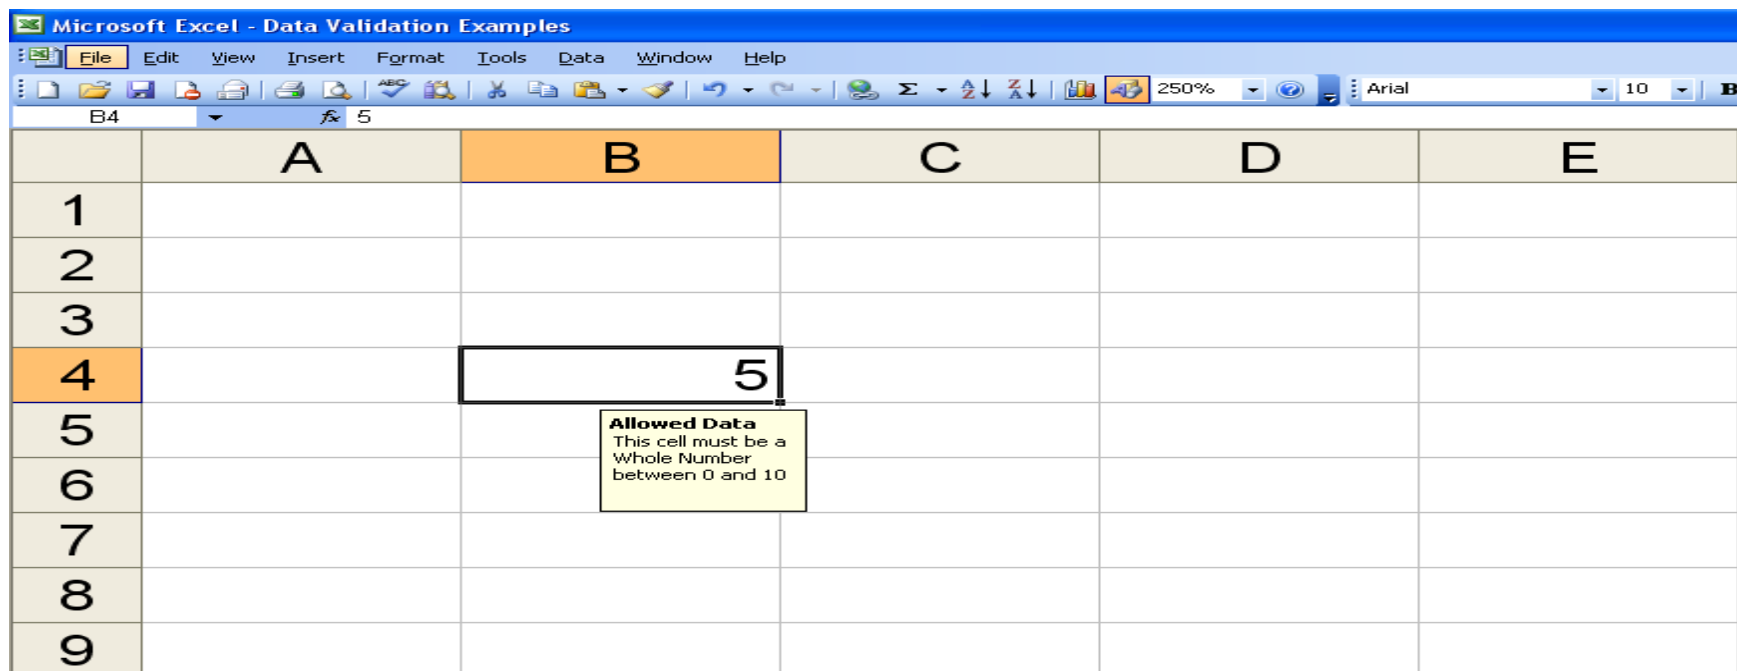 Microsoft Excel - Data Validation Examples
File Edit View Insert Format Tools Data Window Help
ABC Σ A Z Z A 250% Arial 10 B
B4 fx 5
A B C D E
1
2
3
4 5
5
6
7
8
9
Allowed Data
This cell must be a
Whole Number
between 0 and 10